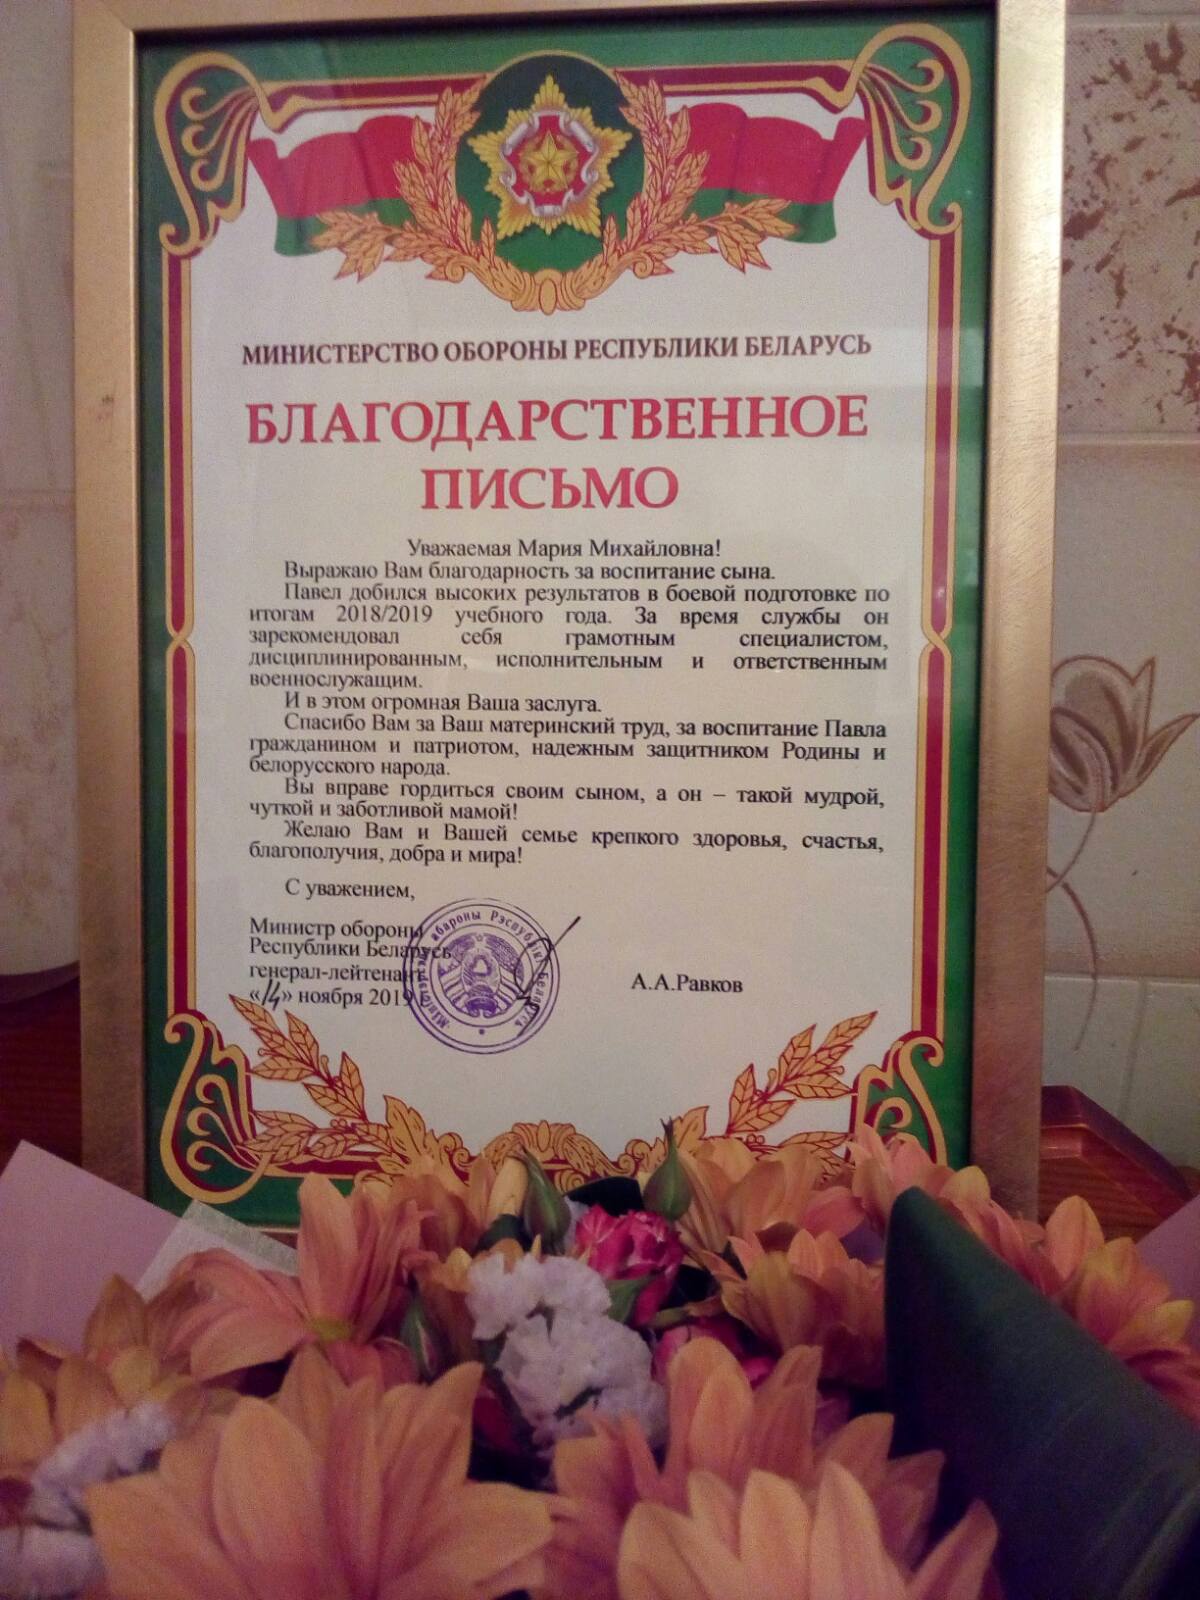 МИНИСТЕРСТВО ОБОРОНЫ РЕСПУБЛИКИ БЕЛАРУСЬ
БЛАГОДАРСТВЕННОЕ
ПИСЬМО
Уважаемая Мария Михайловна!
Выражаю Вам благодарность за воспитание сына.
Павел добился высоких результатов в боевой подготовке по
итогам 2018/2019 учебного года. За время службы он
зарекомендовал себя грамотным специалистом,
дисциплинированным, исполнительным и ответственным
военнослужащим.
И в этом огромная Ваша заслуга.
Спасибо Вам за Ваш материнский труд, за воспитание Павла
гражданином и патриотом, надежным защитником Родины и
белорусского народа.
Вы вправе гордиться своим сыном, а он – такой мудрой,
чуткой и заботливой мамой!
Желаю Вам и Вашей семье крепкого здоровья, счастья,
благополучия, добра и мира!
С уважением,
Министр обороны
Республики Беларусь
генерал-лейтенант
«14» ноября 2019
А.А.Равков
Міністэрства абароны Рэспублікі Беларусь